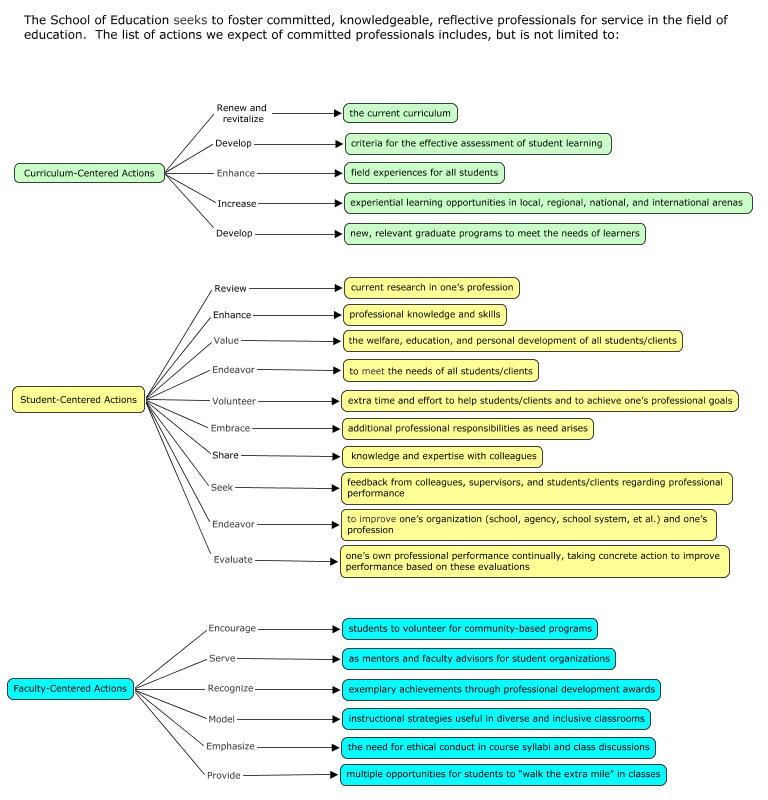 The School of Education seeks to foster committed, knowledgeable, reflective professionals for service in the field of
education.  The list of actions we expect of committed professionals includes, but is not limited to:
Curriculum-Centered Actions
Renew and
revitalize
the current curriculum
Develop
criteria for the effective assessment of student learning
Enhance
field experiences for all students
Increase
experiential learning opportunities in local, regional, national, and international arenas
Develop
new, relevant graduate programs to meet the needs of learners
Student-Centered Actions
Review
current research in one's profession
Enhance
professional knowledge and skills
Value
the welfare, education, and personal development of all students/clients
Endeavor
to meet the needs of all students/clients
Volunteer
extra time and effort to help students/clients and to achieve one's professional goals
Embrace
additional professional responsibilities as need arises
Share
knowledge and expertise with colleagues
Seek
feedback from colleagues, supervisors, and students/clients regarding professional
performance
Endeavor
to improve one's organization (school, agency, school system, et al.) and one's
profession
Evaluate
one's own professional performance continually, taking concrete action to improve
performance based on these evaluations
Faculty-Centered Actions
Encourage
students to volunteer for community-based programs
Serve
as mentors and faculty advisors for student organizations
Recognize
exemplary achievements through professional development awards
Model
instructional strategies useful in diverse and inclusive classrooms
Emphasize
the need for ethical conduct in course syllabi and class discussions
Provide
multiple opportunities for students to "walk the extra mile" in classes